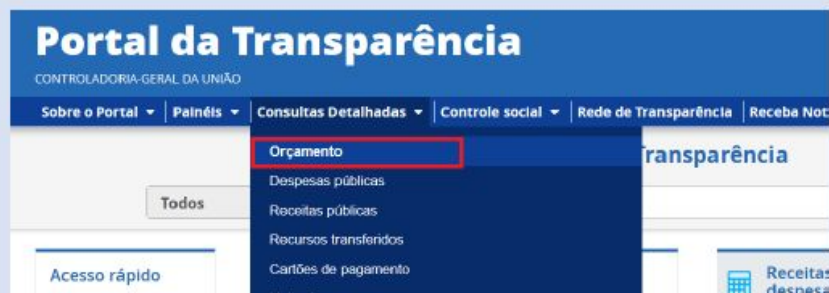 Portal da Transparência
CONTROLADORIA-GERAL DA UNIÃO
Sobre o Portal Painéis Consultas Detalhadas Controle social Rede de Transparência Receba Not
Orçamento
ransparência
Despesas públicas
Todos
Receitas públicas
Recursos transferidos
Cartões de pagamento
Acesso rápido
Receitas
despesa